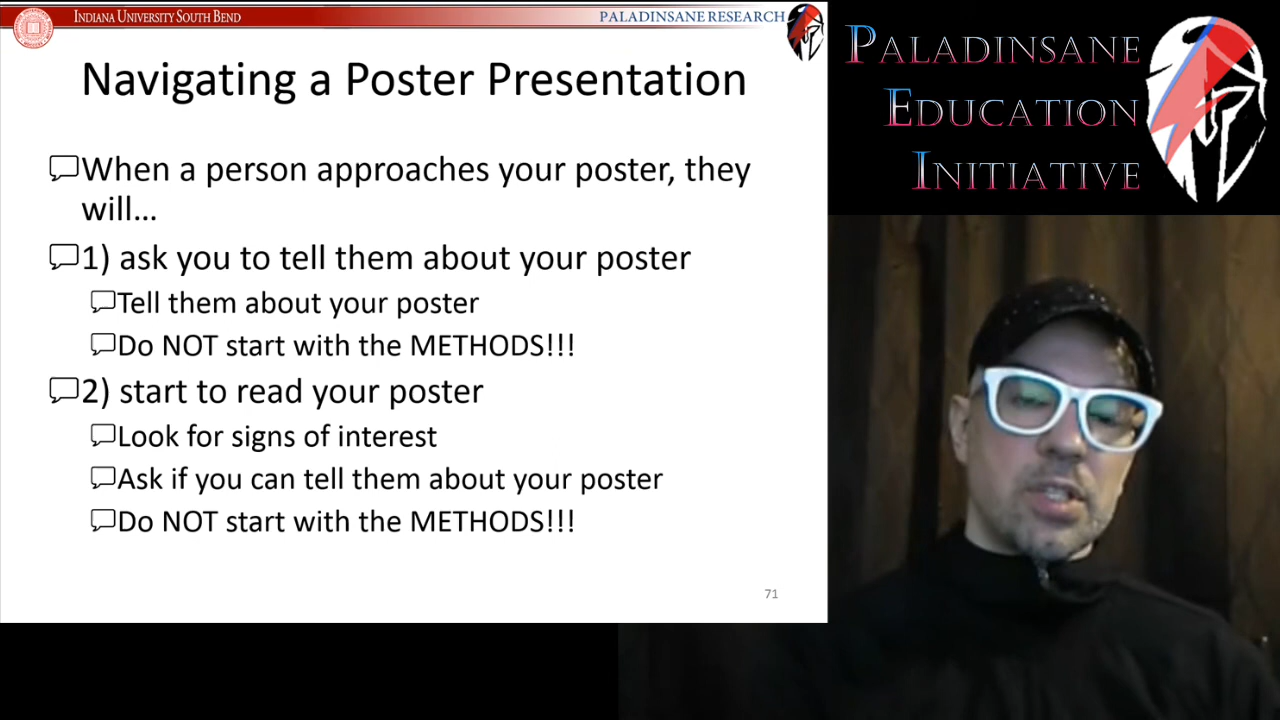 INDIANA UNIVERSITY SOUTH BEND
PALADINSANE RESEARCH
Navigating a Poster Presentation
When a person approaches your poster, they
will…
1) ask you to tell them about your poster
Tell them about your poster
Do NOT start with the METHODS!!!
2) start to read your poster
Look for signs of interest
Ask if you can tell them about your poster
Do NOT start with the METHODS!!!
71
PALADINSANE
EDUCATION
INITIATIVE